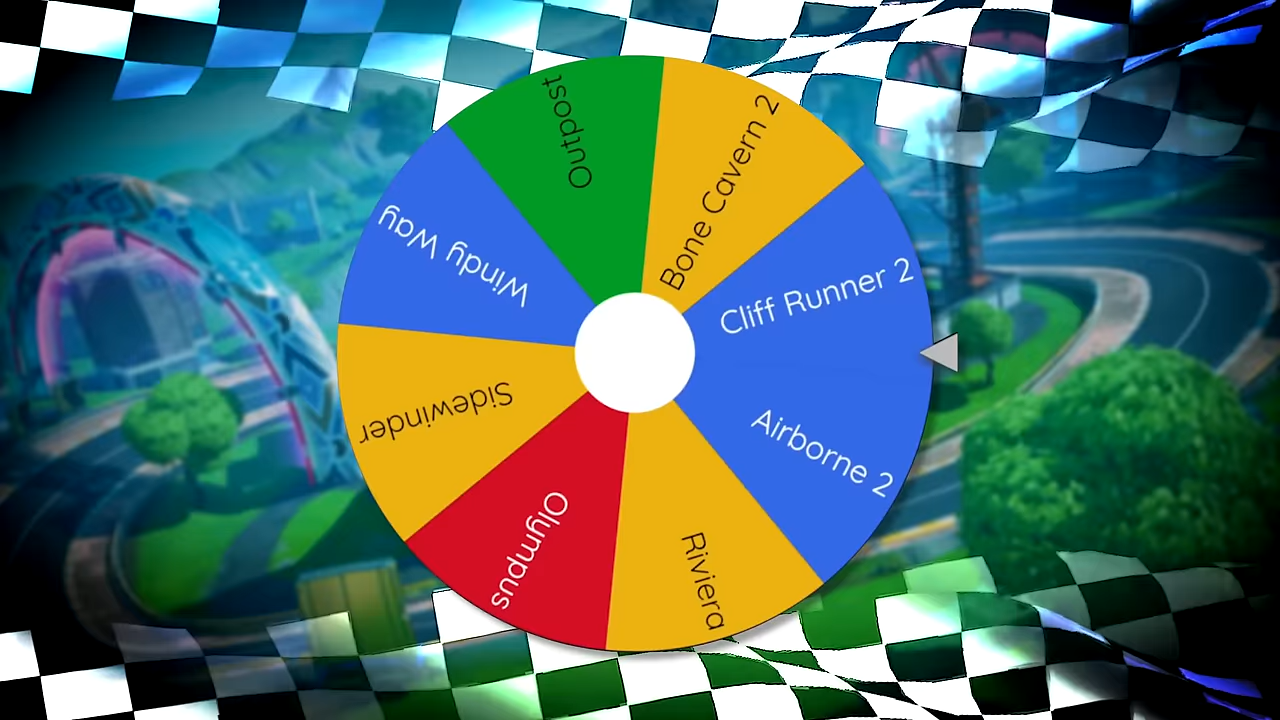 Outpost
Bone Cavern 2
Cliff Runner 2
Airborne 2
Riviera
Olympus
Sidewinder
Windy Way